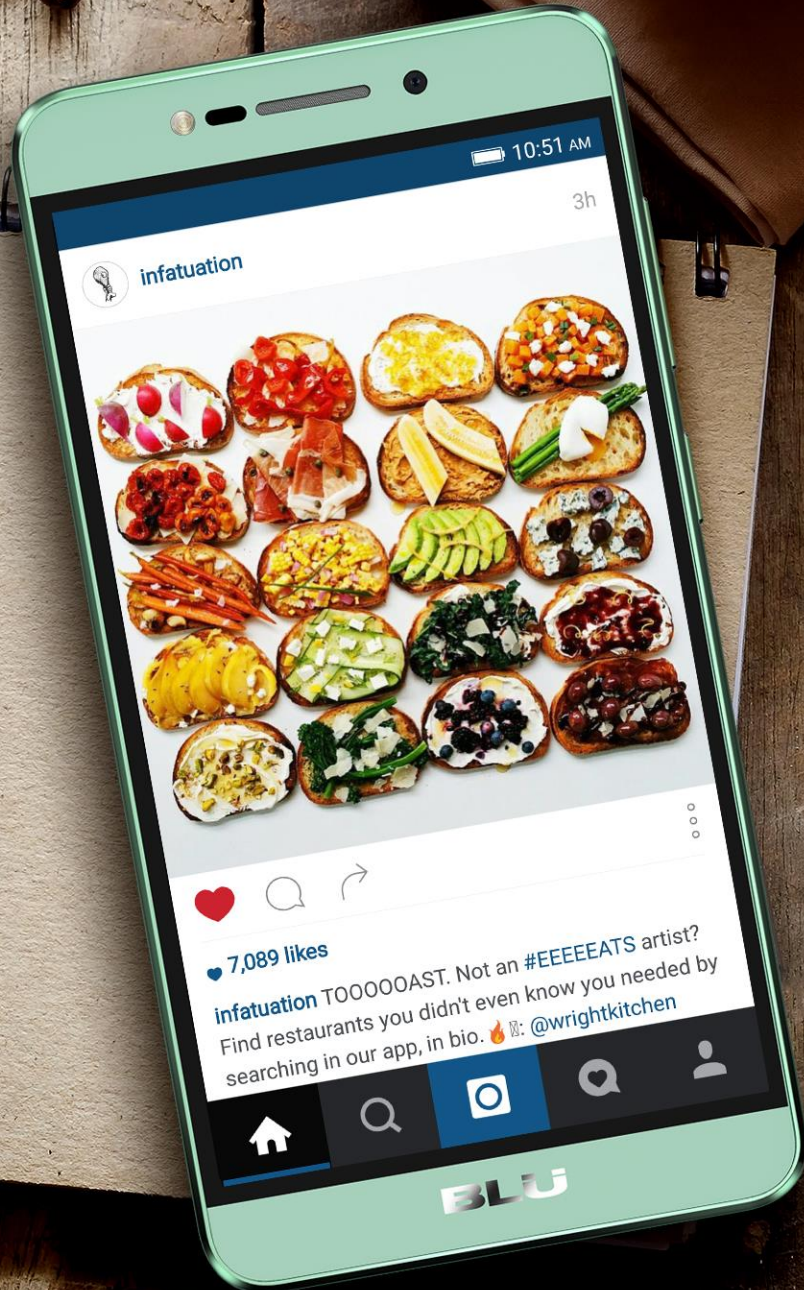 10:51 AM
3h
infatuation
7,089 likes
infatuation TOOOOOAST. Not an #EEEEEATS artist?
Find restaurants you didn't even know you needed by
searching in our app, in bio. 🔥 : @wrightkitchen
BLU